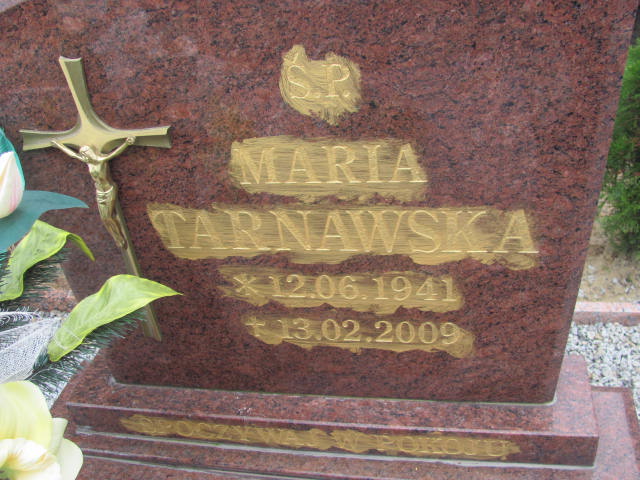 Ś.P.
MARIA
TARNAWSKA
* 12.06.1941
+ 13.02.2009
SPOCZYWAJ W POKOJU